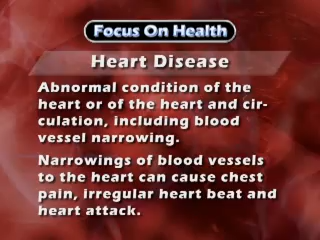 Focus On Health
Heart Disease
Abnormal condition of the
heart or of the heart and cir-
culation, including blood
vessel narrowing.
Narrowings of blood vessels
to the heart can cause chest
pain, irregular heart beat and
heart attack.